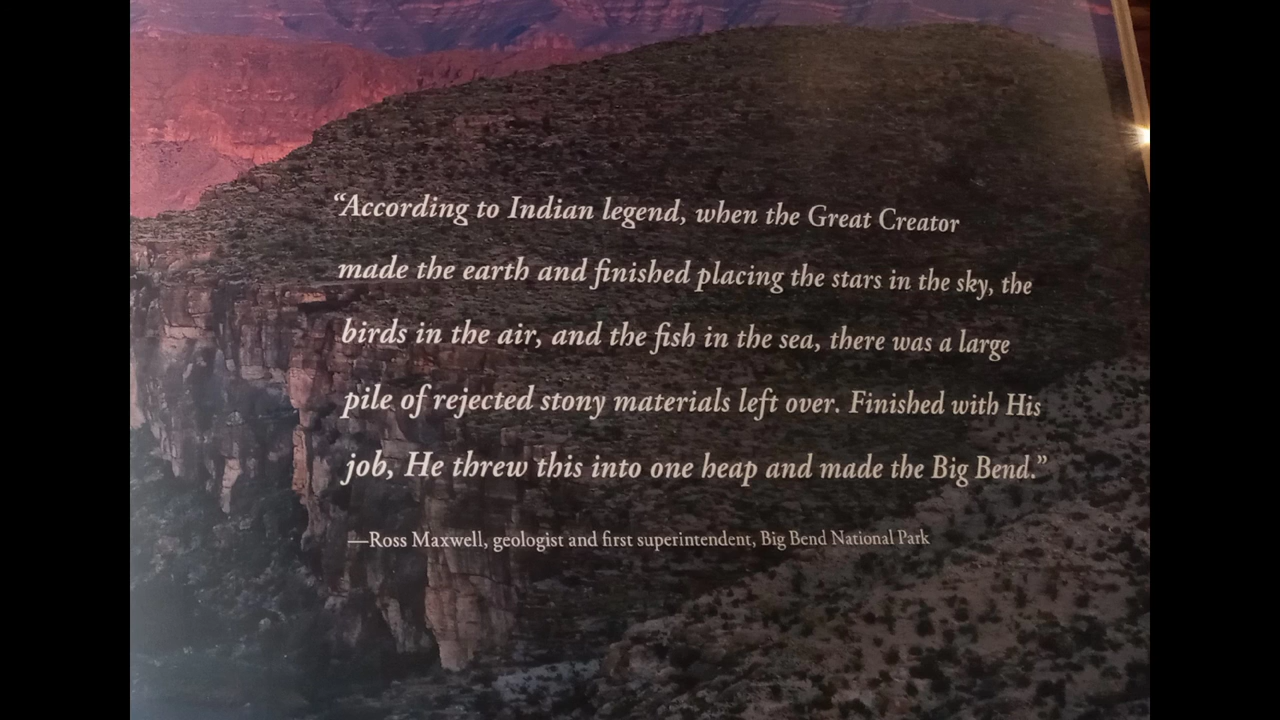 “According to Indian legend, when the Great Creator
made the earth and finished placing the stars in the sky, the
birds in the air, and the fish in the sea, there was a large
pile of rejected stony materials left over. Finished with His
job, He threw this into one heap and made the Big Bend.”
—Ross Maxwell, geologist and first superintendent, Big Bend National Park